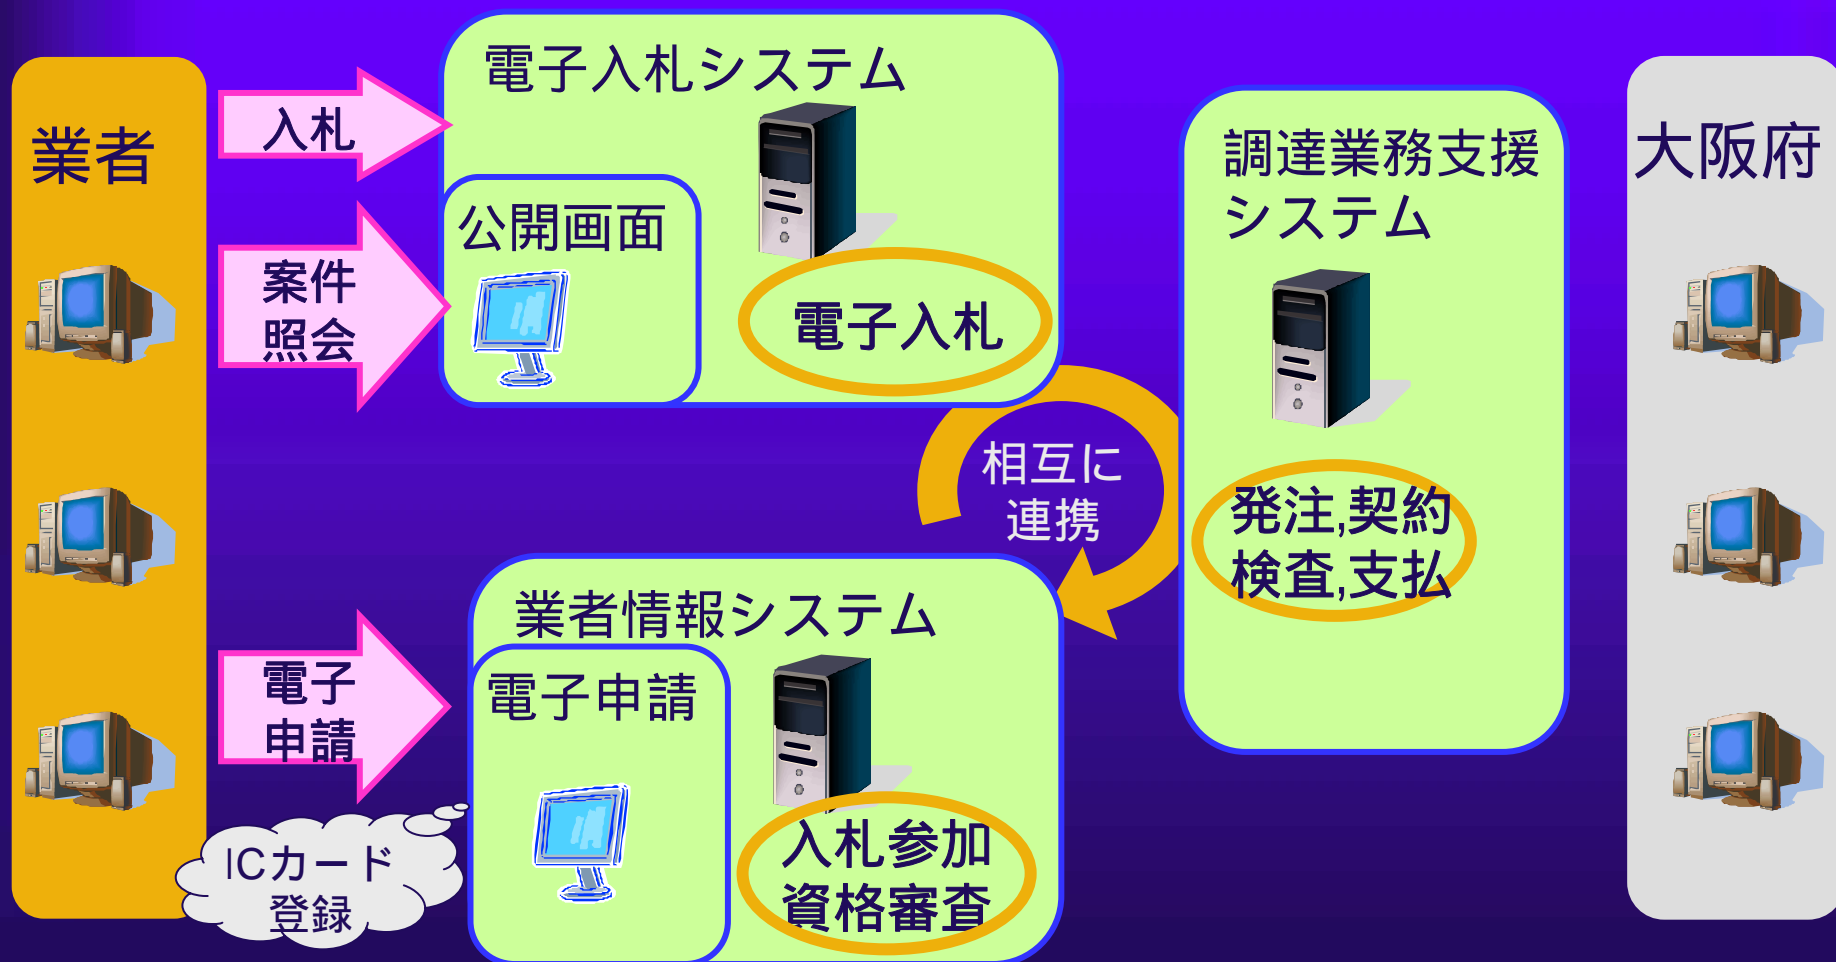 業者
入札
案件
照会
電子
申請
ICカード
登録
電子入札システム
公開画面
電子入札
相互に
連携
業者情報システム
電子申請
入札参加
資格審査
調達業務支援
システム
発注,契約
検査,支払
大阪府